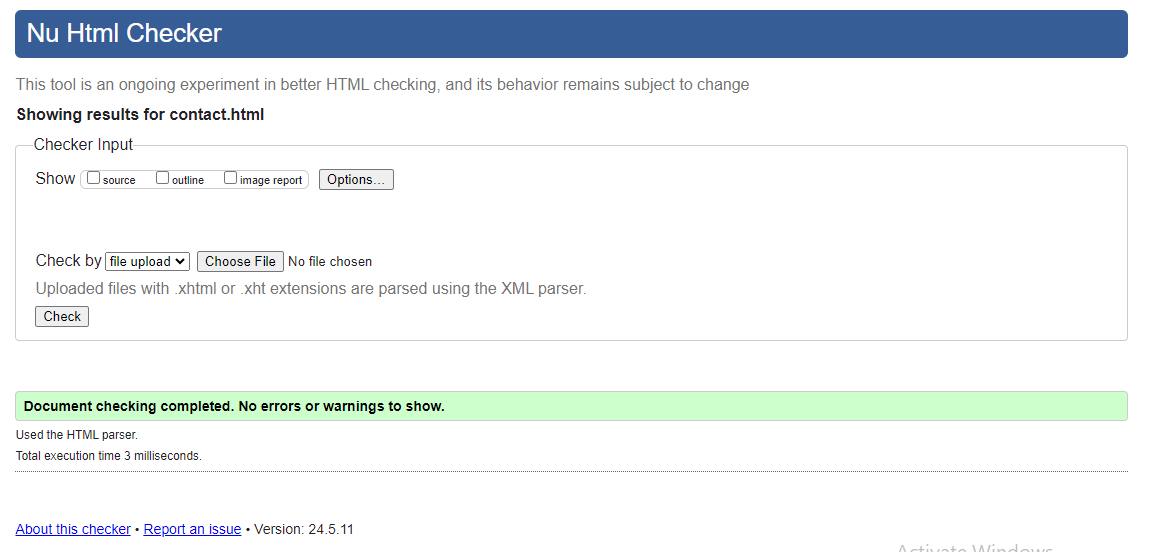 Nu Html Checker
This tool is an ongoing experiment in better HTML checking, and its behavior remains subject to change
Showing results for contact.html
Checker Input
Show source outline image report Options...
Check by file upload Choose File No file chosen
Uploaded files with .xhtml or .xht extensions are parsed using the XML parser.
Check
Document checking completed. No errors or warnings to show.
Used the HTML parser.
Total execution time 3 milliseconds.
About this checker • Report an issue • Version: 24.5.11
Activate Windows